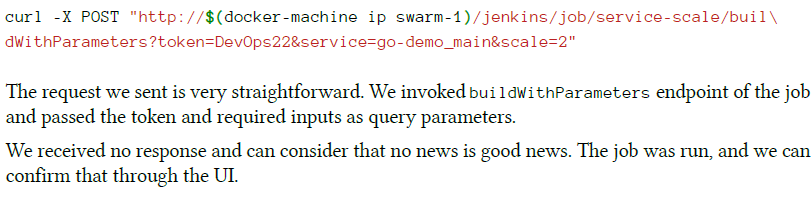 curl -X POST "http://$(docker-machine ip swarm-1)/jenkins/job/service-scale/buil\
dWithParameters?token=DevOps22&service=go-demo_main&scale=2"
The request we sent is very straightforward. We invoked buildWithParameters endpoint of the job
and passed the token and required inputs as query parameters.
We received no response and can consider that no news is good news. The job was run, and we can
confirm that through the UI.